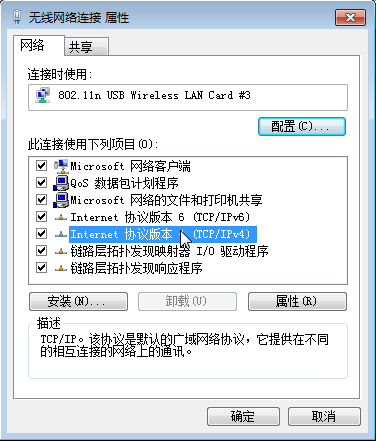 无线网络连接 属性
网络
共享
连接时使用:
802.11n USB Wireless LAN Card #3
配置(C)...
此连接使用下列项目(O):
Microsoft 网络客户端
QoS 数据包计划程序
Microsoft 网络的文件和打印机共享
Internet 协议版本 6 (TCP/IPv6)
Internet 协议版本 (TCP/IPv4)
链路层拓扑发现映射器 I/O 驱动程序
链路层拓扑发现响应程序
安装(N)...
卸载(U)
属性(R)
描述
TCP/IP。该协议是默认的广域网络协议，它提供在不同
的相互连接的网络上的通讯。
确定
取消